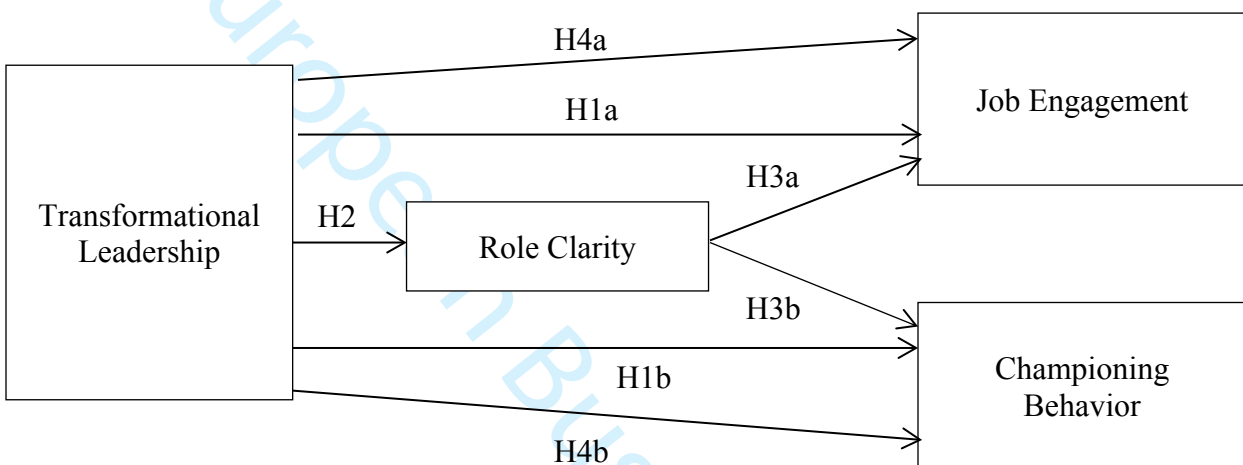 H4a
Job Engagement
H1a
H3a
Transformational
Leadership
H2
Role Clarity
H3b
H1b
Championing
Behavior
H4b